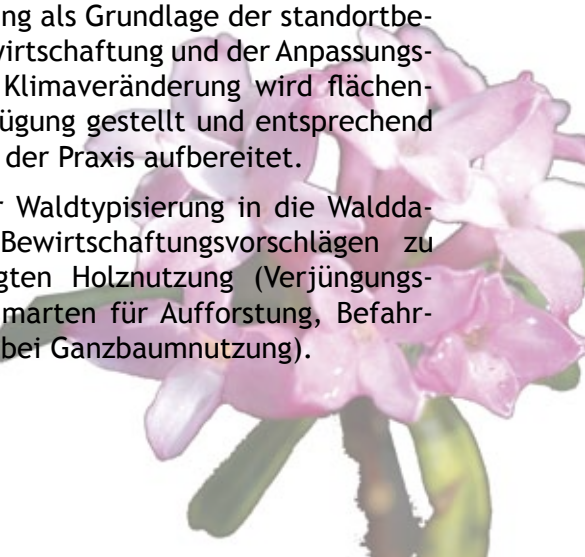 ng als Grundlage der standortbe-
virtschaftung und der Anpassungs-
Klimaveränderung wird flächen-
ügung gestellt und entsprechend
der Praxis aufbereitet.
r Waldtypisierung in die Waldda-
Bewirtschaftungsvorschlägen zu
gten Holznutzung (Verjüngungs-
marten für Aufforstung, Befahr-
bei Ganzbaumnutzung).